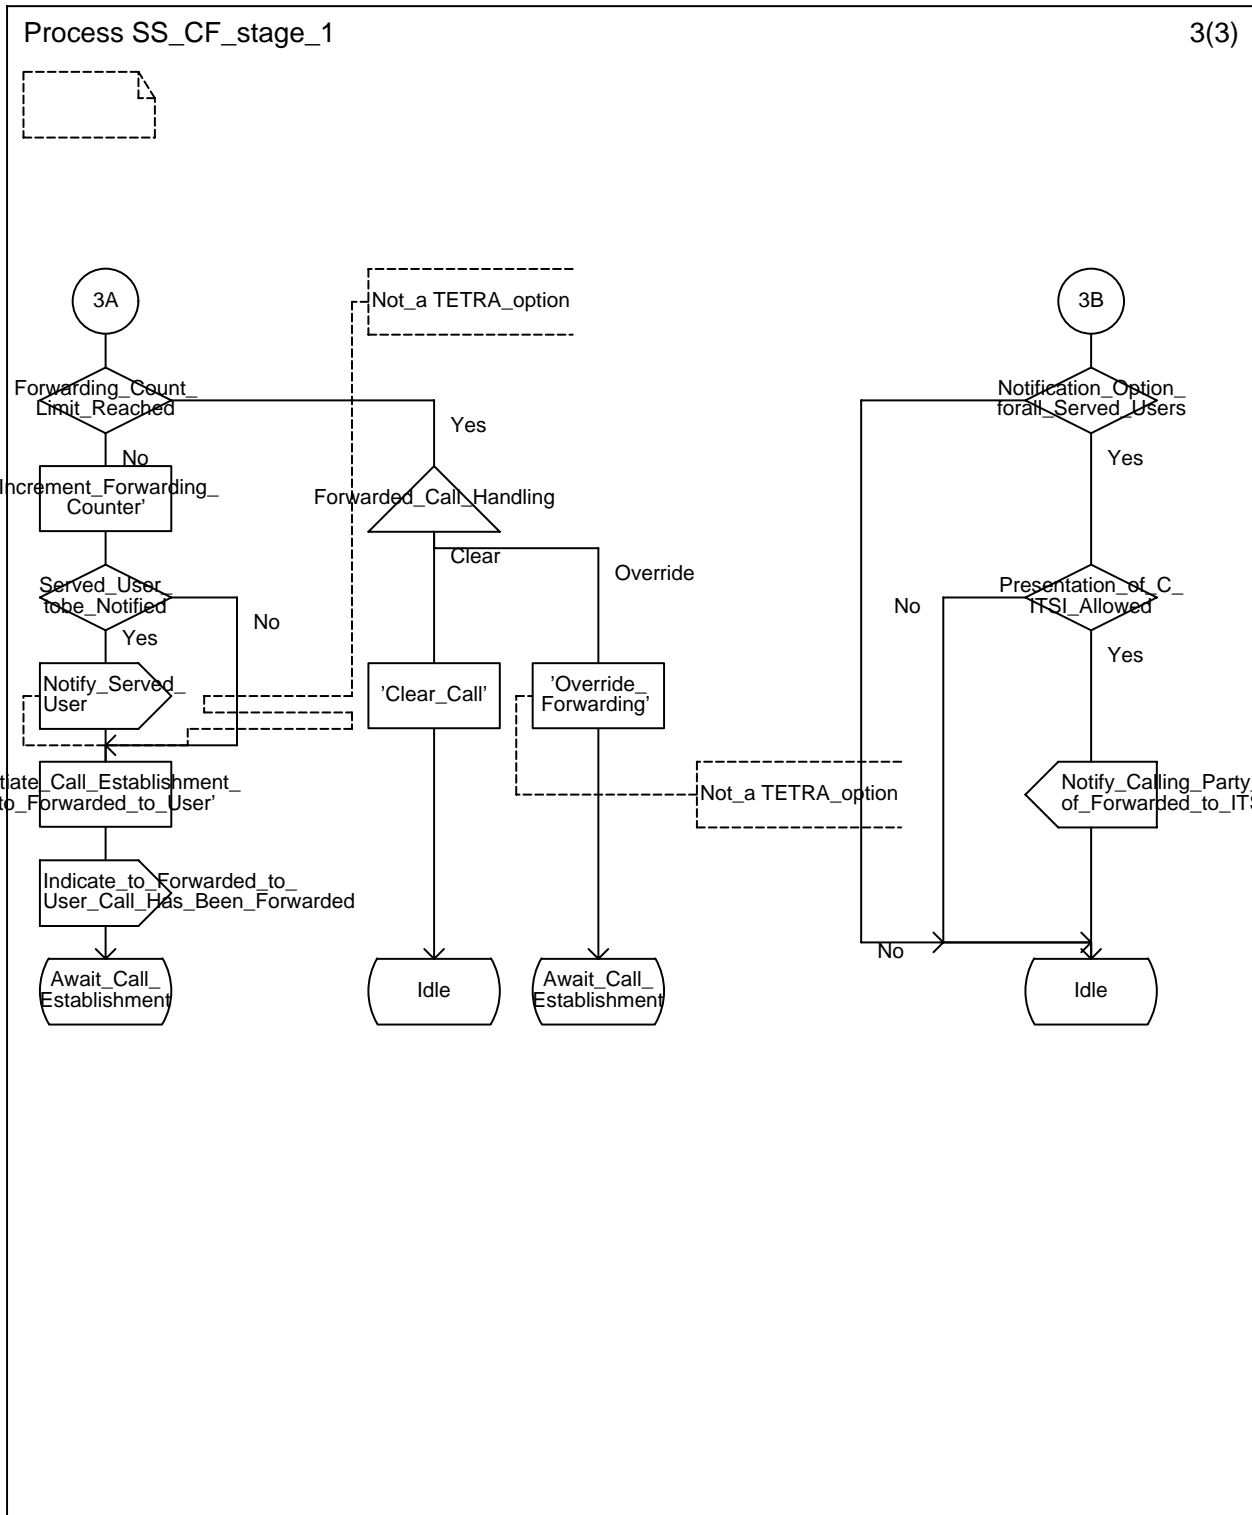 Process SS_CF_stage_1
3(3)
3A
Not_a TETRA_option
3B
Forwarding_Count_
Limit_Reached
Yes
No
Notification_Option_
forall_Served_Users
Yes
Increment_Forwarding_
Counter'
Forwarded_Call_Handling
Clear
Override
Served_User_
tobe_Notified
No
Yes
Presentation_of_C_
ITSI_Allowed
No
Yes
Notify_Served_
User
'Clear_Call'
'Override_
Forwarding'
tiate_Call_Establishment_
to_Forwarded_to_User'
Not_a TETRA_option
Notify_Calling_Party_
of_Forwarded_to_ITS
Indicate_to_Forwarded_to_
User_Call_Has_Been_Forwarded
No
Await_Call_
Establishment
Idle
Await_Call_
Establishment
Idle